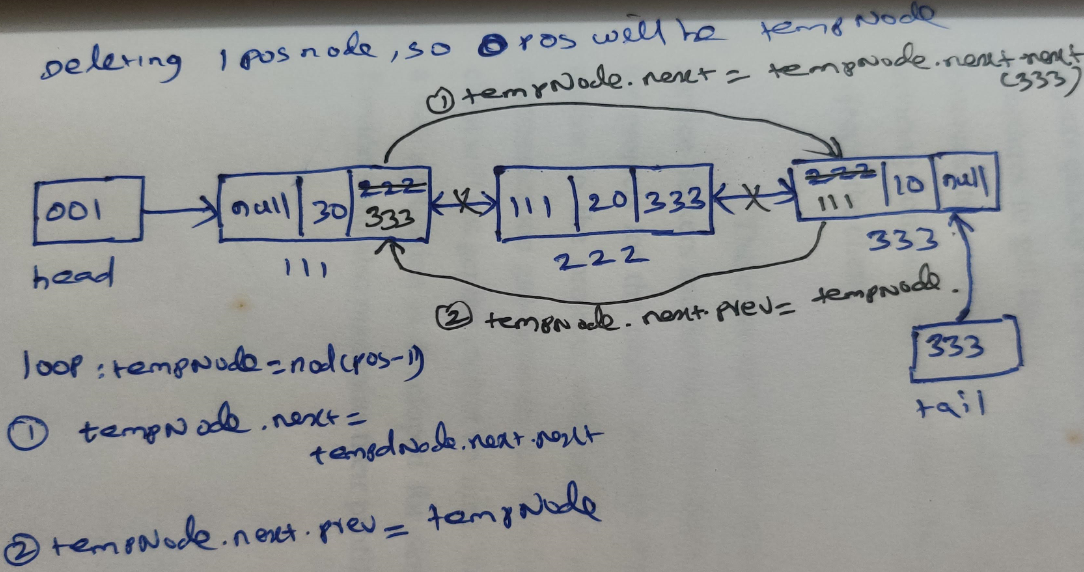 Deleting 1 pos node, so 0 pos will be tempNode
① tempNode.next = tempNode.next.next
(333)
001
null 30 222 333
111 20 333
222 111 10 null
head
111
222
333
② tempNode.next.prev = tempNode.
333
tail
loop : tempNode = nod(pos-1)
① tempNode.next =
tempdNode.next.next
② tempNode.next.prev = tempNode